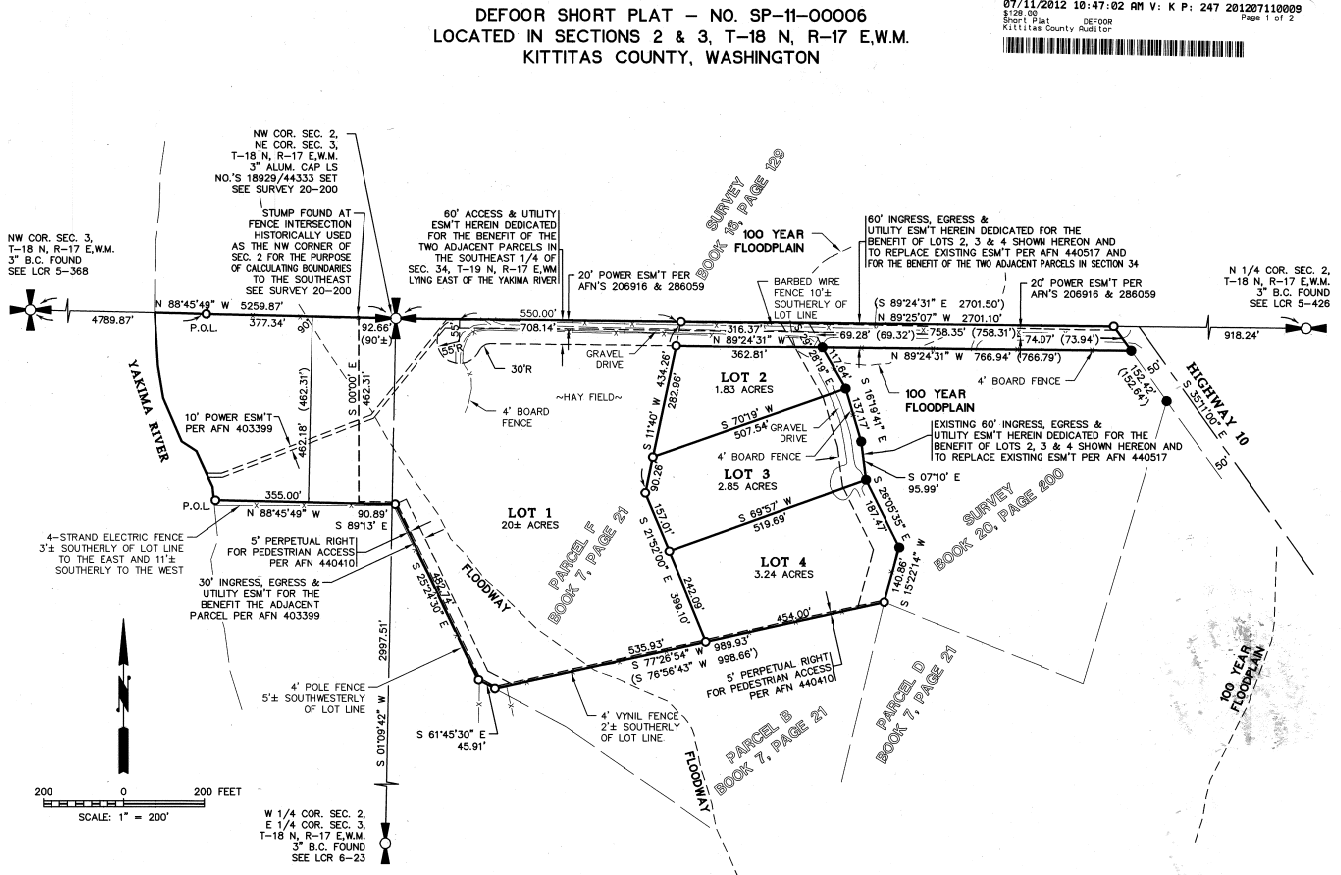 DEFOOR SHORT PLAT – NO. SP-11-00006
LOCATED IN SECTIONS 2 & 3, T-18 N, R-17 E,W.M.
KITTITAS COUNTY, WASHINGTON
07/11/2012 10:47:02 AM V: K P: 247 201207110009
$128.00
Page 1 of 2
Short Plat DEFOOR
Kittitas County Auditor
NW COR. SEC. 2,
NE COR. SEC. 3,
T-18 N, R-17 E,W.M.
3" ALUM. CAP LS
NO.'S 18929/44333 SET
SEE SURVEY 20-200
STUMP FOUND AT
FENCE INTERSECTION
HISTORICALLY USED
AS THE NW CORNER OF
SEC. 2 FOR THE PURPOSE
OF CALCULATING BOUNDARIES
TO THE SOUTHEAST
SEE SURVEY 20-200
60' ACCESS & UTILITY
ESM'T HEREIN DEDICATED
FOR THE BENEFIT OF THE
TWO ADJACENT PARCELS IN
THE SOUTHEAST 1/4 OF
SEC. 34, T-19 N, R-17 E,WM
LYING EAST OF THE YAKIMA RIVER
20' POWER ESM'T PER
AFN'S 206916 & 286059
SURVEY
BOOK 18, PAGE 129
100 YEAR
FLOODPLAIN
60' INGRESS, EGRESS &
UTILITY ESM'T HEREIN DEDICATED FOR THE
BENEFIT OF LOTS 2, 3 & 4 SHOWN HEREON AND
TO REPLACE EXISTING ESM'T PER AFN 440517 AND
FOR THE BENEFIT OF THE TWO ADJACENT PARCELS IN SECTION 34
BARBED WIRE
FENCE 10'±
SOUTHERLY OF
LOT LINE
20' POWER ESM'T PER
AFN'S 206916 & 286059
N 1/4 COR. SEC. 2,
T-18 N, R-17 E,W.M.
3" B.C. FOUND
SEE LCR 5-426
NW COR. SEC. 3,
T-18 N, R-17 E,W.M.
3" B.C. FOUND
SEE LCR 5-368
N 88°45'49" W 5259.87'
4789.87'
P.O.L.
377.34'
90'
92.66'
(90'±)
55'
55'R
30'R
550.00'
708.14'
316.37'
N 89°24'31" W
362.81'
(S 89°24'31" E 2701.50')
N 89°25'07" W 2701.10'
69.28' (69.32')
758.35' (758.31')
74.07' (73.94')
N 89°24'31" W 766.94' (766.79')
918.24'
GRAVEL
DRIVE
4' BOARD
FENCE
~HAY FIELD~
4' BOARD FENCE
100 YEAR
FLOODPLAIN
152.42'
(152.64')
50'
HIGHWAY 10
S 35°11'00" E
50'
YAKIMA RIVER
10' POWER ESM'T
PER AFN 403399
(462.31')
462.18'
S 00°00' E
462.31'
S 11°40' W 434.26'
282.96'
90.26'
LOT 2
1.83 ACRES
29°28'19" E
117.64'
S 16°19'41" E
137.17'
S 70°19' W
507.54'
GRAVEL
DRIVE
4' BOARD FENCE
EXISTING 60' INGRESS, EGRESS &
UTILITY ESM'T HEREIN DEDICATED FOR THE
BENEFIT OF LOTS 2, 3 & 4 SHOWN HEREON AND
TO REPLACE EXISTING ESM'T PER AFN 440517
S 07°10' E
95.99'
LOT 3
2.85 ACRES
S 69°57' W
519.69'
S 26°05'35" E
187.47'
SURVEY
BOOK 20, PAGE 200
P.O.L.
355.00'
N 88°45'49" W
90.89'
S 89°13' E
4-STRAND ELECTRIC FENCE
3'± SOUTHERLY OF LOT LINE
TO THE EAST AND 11'±
SOUTHERLY TO THE WEST
5' PERPETUAL RIGHT
FOR PEDESTRIAN ACCESS
PER AFN 440410
30' INGRESS, EGRESS &
UTILITY ESM'T FOR THE
BENEFIT THE ADJACENT
PARCEL PER AFN 403399
LOT 1
20± ACRES
PARCEL F
BOOK 7, PAGE 21
157.01'
S 21°52'00" E 399.10'
242.09'
LOT 4
3.24 ACRES
140.86'
S 15°22'14" W
482.74'
S 25°24'30" E
FLOODWAY
2997.51'
S 01°09'42" W
4' POLE FENCE
5'± SOUTHWESTERLY
OF LOT LINE
535.93'
454.00'
S 77°26'54" W 989.93'
(S 76°56'43" W 998.66')
5' PERPETUAL RIGHT
FOR PEDESTRIAN ACCESS
PER AFN 440410
S 61°45'30" E
45.91'
4' VYNIL FENCE
2'± SOUTHERLY
OF LOT LINE
FLOODWAY
PARCEL B
BOOK 7, PAGE 21
PARCEL D
BOOK 7, PAGE 21
100 YEAR
FLOODPLAIN
N
200 0 200 FEET
SCALE: 1" = 200'
W 1/4 COR. SEC. 2
E 1/4 COR. SEC. 3
T-18 N, R-17 E,W.M.
3" B.C. FOUND
SEE LCR 6-23